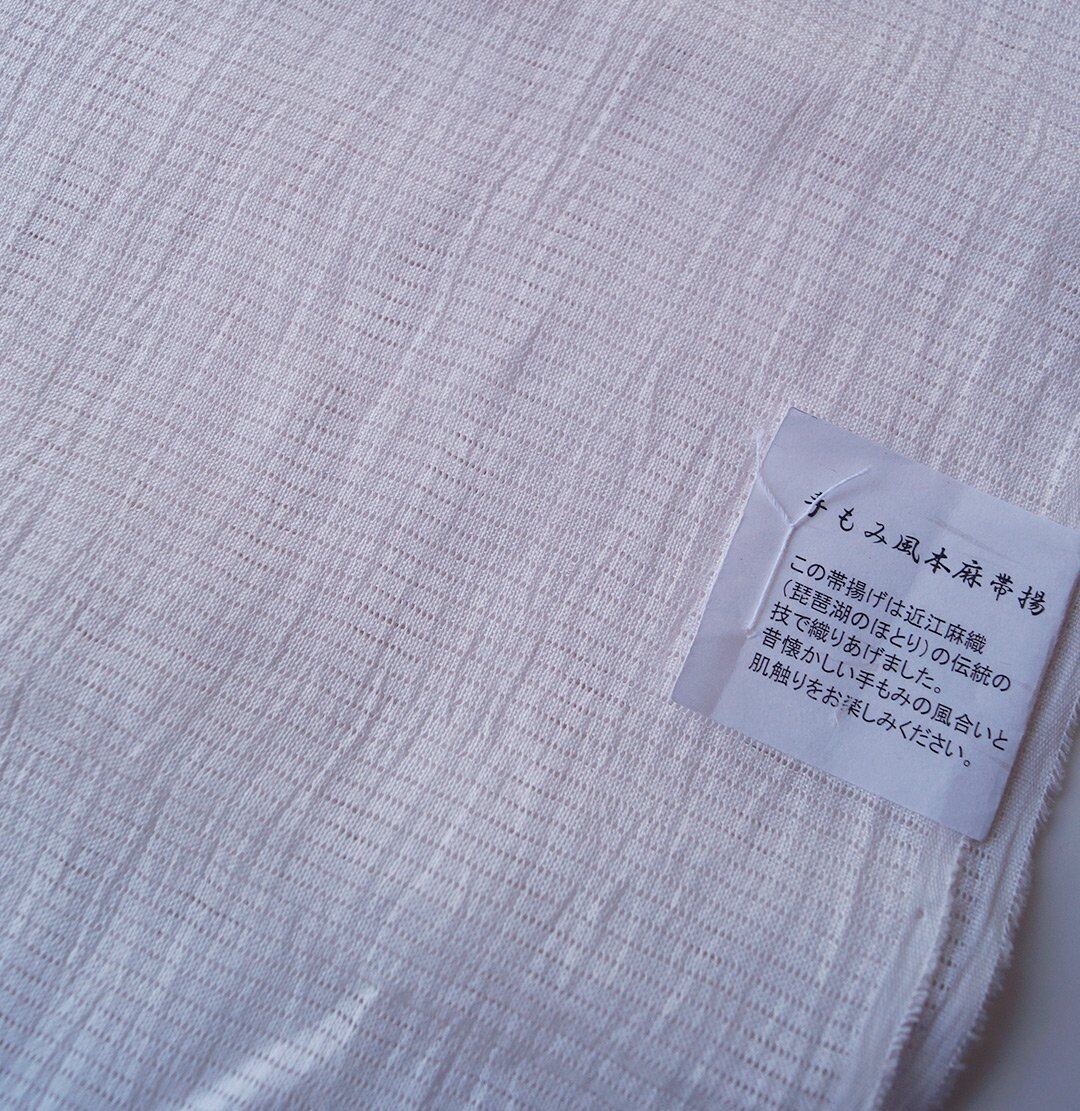 手もみ風本麻帯揚
この帯揚げは近江麻織
(琵琶湖のほとり)の伝統の
技で織りあげました。
昔懐かしい手もみの風合いと
肌触りをお楽しみください。